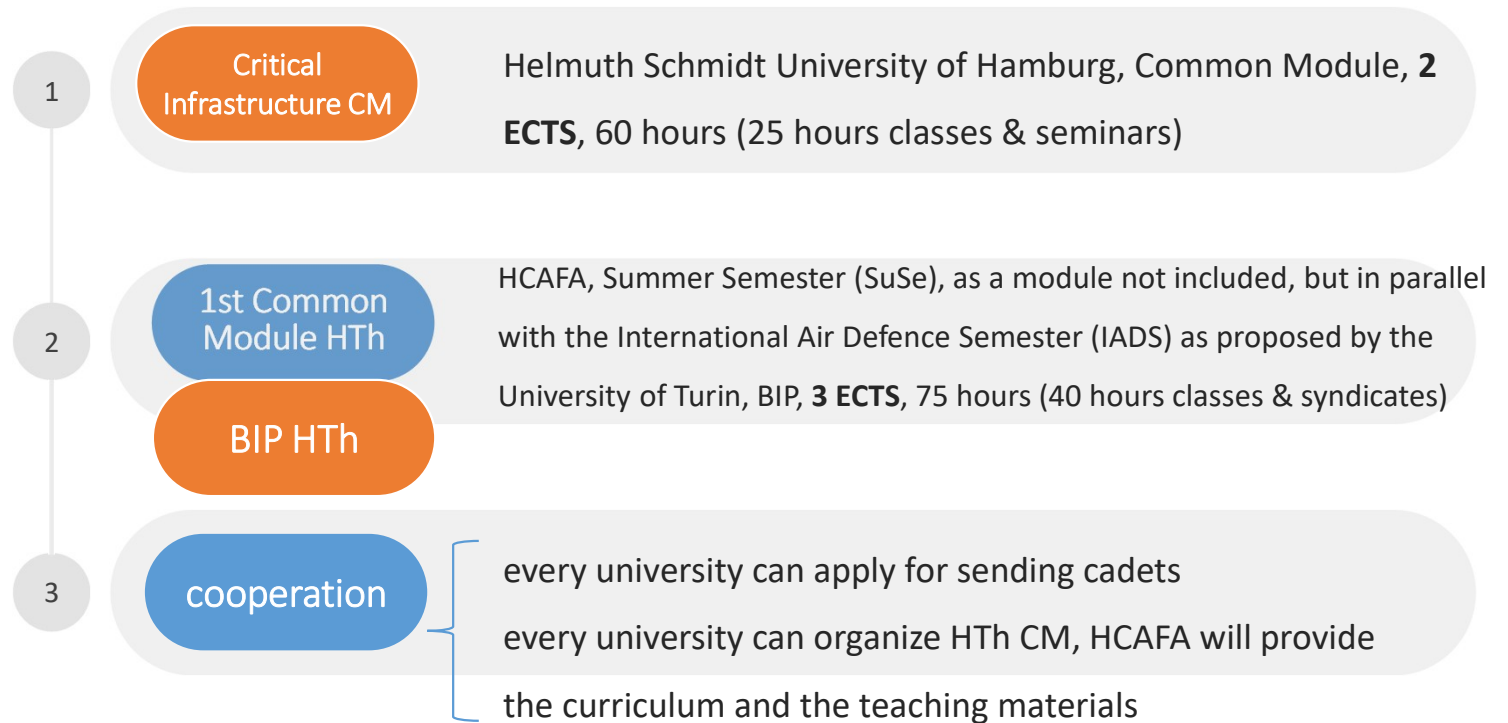 1
Critical
Infrastructure CM
Helmuth Schmidt University of Hamburg, Common Module, 2
ECTS, 60 hours (25 hours classes & seminars)
2
1st Common
Module HTh
BIP HTh
HCAFA, Summer Semester (SuSe), as a module not included, but in parallel
with the International Air Defence Semester (IADS) as proposed by the
University of Turin, BIP, 3 ECTS, 75 hours (40 hours classes & syndicates)
3
cooperation
every university can apply for sending cadets
every university can organize HTh CM, HCAFA will provide
the curriculum and the teaching materials